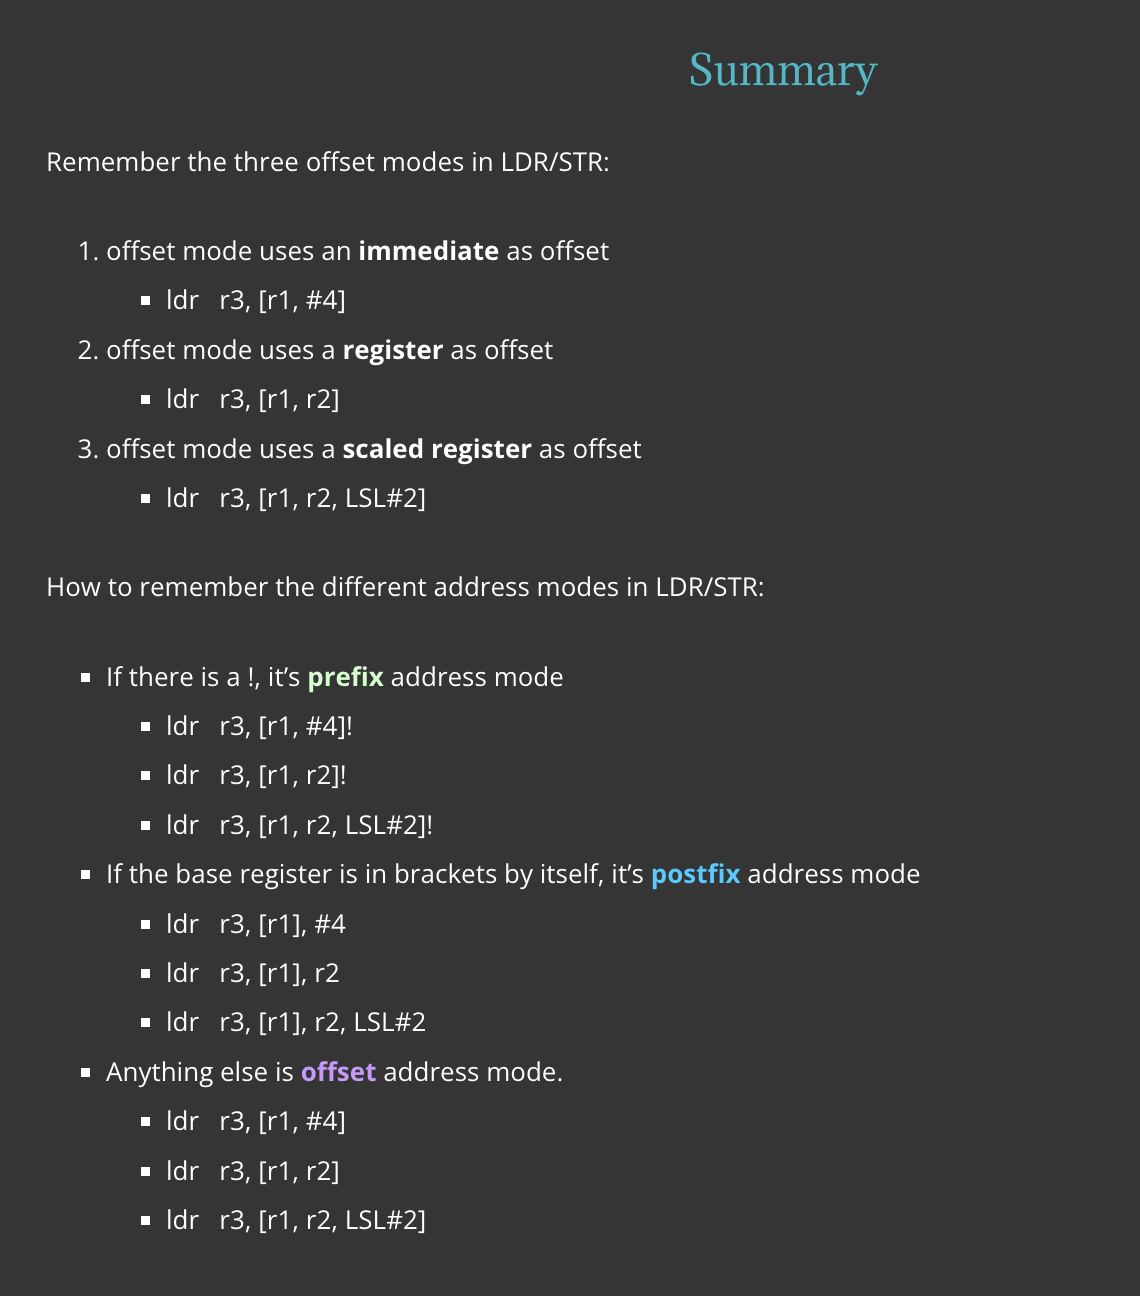 Summary
Remember the three offset modes in LDR/STR:
1. offset mode uses an immediate as offset
▪ ldr   r3, [r1, #4]
2. offset mode uses a register as offset
▪ ldr   r3, [r1, r2]
3. offset mode uses a scaled register as offset
▪ ldr   r3, [r1, r2, LSL#2]
How to remember the different address modes in LDR/STR:
▪ If there is a !, it’s prefix address mode
▪ ldr   r3, [r1, #4]!
▪ ldr   r3, [r1, r2]!
▪ ldr   r3, [r1, r2, LSL#2]!
▪ If the base register is in brackets by itself, it’s postfix address mode
▪ ldr   r3, [r1], #4
▪ ldr   r3, [r1], r2
▪ ldr   r3, [r1], r2, LSL#2
▪ Anything else is offset address mode.
▪ ldr   r3, [r1, #4]
▪ ldr   r3, [r1, r2]
▪ ldr   r3, [r1, r2, LSL#2]